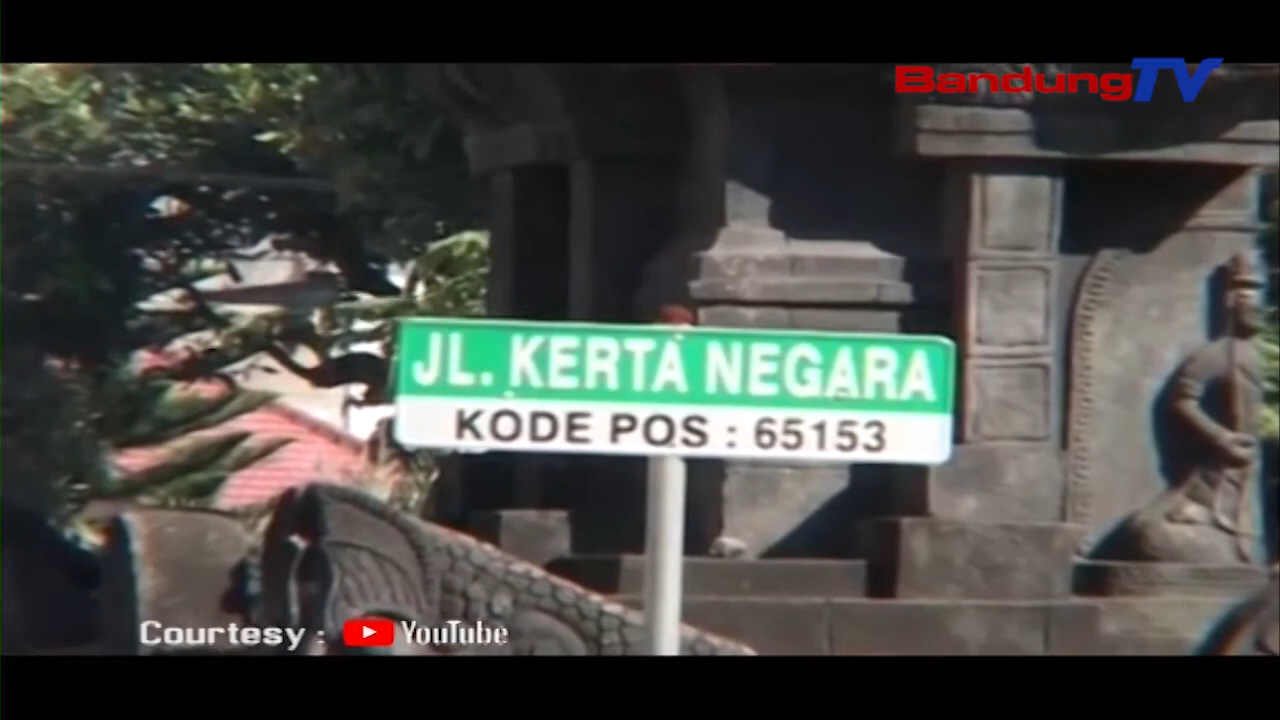 BandungTV
JL. KERTA NEGARA
KODE POS : 65153
Courtesy : YouTube